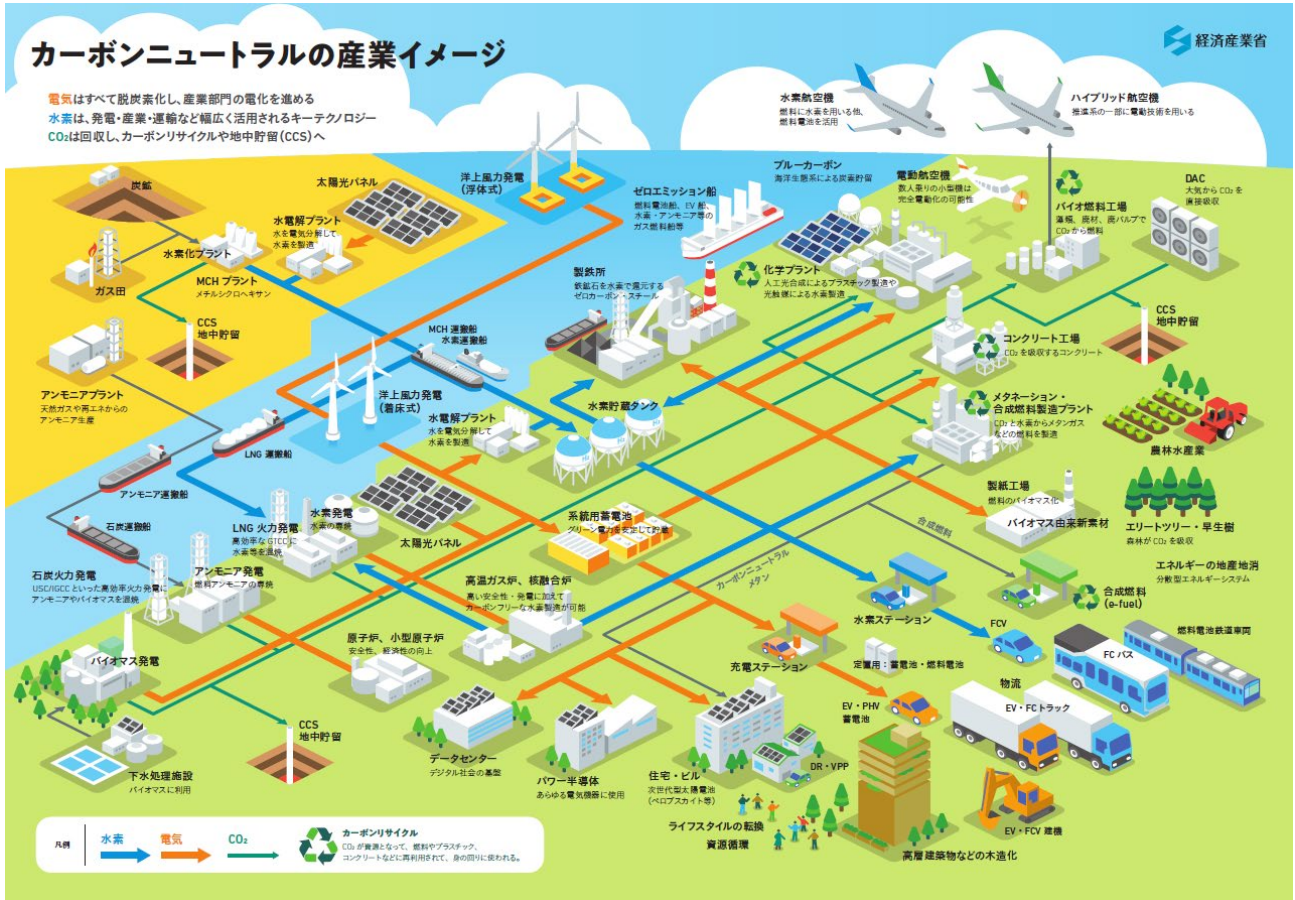 カーボンニュートラルの産業イメージ
経済産業省
電気はすべて脱炭素化し、産業部門の電化を進める
水素は、発電・産業・運輸など幅広く活用されるキーテクノロジー
CO₂は回収し、カーボンリサイクルや地中貯留(CCS)へ
水素航空機
燃料に水素を用いる他、
燃料電池を活用
ハイブリッド航空機
推進系の一部に電動技術を用いる
炭鉱
太陽光パネル
洋上風力発電
(浮体式)
ゼロエミッション船
燃料電池船、EV船、
水素・アンモニア等の
ガス燃料船等
ブルーカーボン
海洋生態系による炭素貯留
電動航空機
数人乗りの小型機は
完全電動化の可能性
バイオ燃料工場
藻類、廃材、廃パルプで
CO₂から燃料
DAC
大気からCO₂を
直接吸収
水電解プラント
水を電気分解して
水素を製造
水素化プラント
ガス田
MCHプラント
メチルシクロヘキサン
製鉄所
鉄鉱石を水素で還元する
ゼロカーボン・スチール
化学プラント
人工光合成によるプラスチック製造や
光触媒による水素製造
CCS
地中貯留
MCH運搬船
水素運搬船
コンクリート工場
CO₂を吸収するコンクリート
CCS
地中貯留
アンモニアプラント
天然ガスや再エネからの
アンモニア生産
洋上風力発電
(着床式)
水電解プラント
水を電気分解して
水素を製造
水素貯蔵タンク
H₂
メタネーション・
合成燃料製造プラント
CO₂と水素からメタンガス
などの燃料を製造
農林水産業
LNG運搬船
アンモニア運搬船
石炭運搬船
LNG火力発電
高効率なGTCCに
水素等を混焼
水素発電
水素の専焼
太陽光パネル
系統用蓄電池
グリーン電力を安定して貯蔵
製紙工場
燃料のバイオマス化
バイオマス由来新素材
エリートツリー・早生樹
森林がCO₂を吸収
合成燃料
カーボンニュートラル
メタン
石炭火力発電
USC/IGCCといった高効率火力発電に
アンモニアやバイオマスを混焼
アンモニア発電
燃料アンモニアの専焼
高温ガス炉、核融合炉
高い安全性・発電に加えて
カーボンフリーな水素製造が可能
エネルギーの地産地消
分散型エネルギーシステム
合成燃料
(e-fuel)
水素ステーション
FCV
燃料電池鉄道車両
FCバス
原子炉、小型原子炉
安全性、経済性の向上
バイオマス発電
充電ステーション
定置用:蓄電池・燃料電池
物流
EV・FCトラック
EV・PHV
蓄電池
CCS
地中貯留
下水処理施設
バイオマスに利用
データセンター
デジタル社会の基盤
パワー半導体
あらゆる電気機器に使用
住宅・ビル
次世代型太陽電池
(ペロブスカイト等)
DR・VPP
ライフスタイルの転換
資源循環
高層建築物などの木造化
EV・FCV建機
凡例
水素
電気
CO₂
カーボンリサイクル
CO₂が資源となって、燃料やプラスチック、
コンクリートなどに再利用されて、身の回りに使われる。